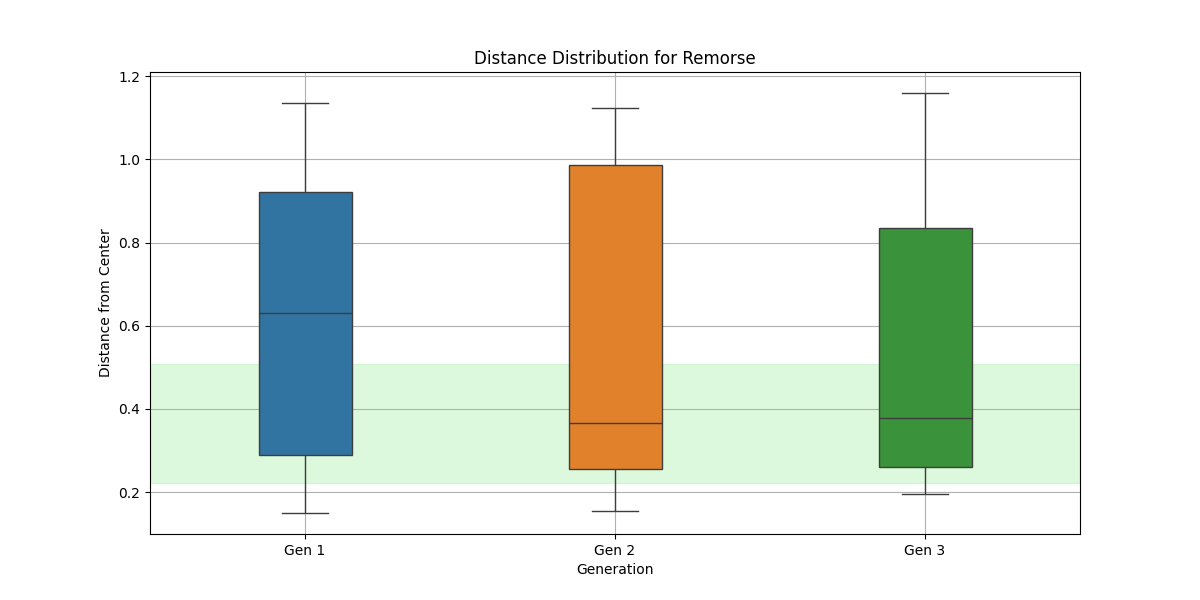 Distance Distribution for Remorse
1.2
1.0
0.8
0.6
0.4
0.2
Distance from Center
Gen 1 Gen 2 Gen 3
Generation